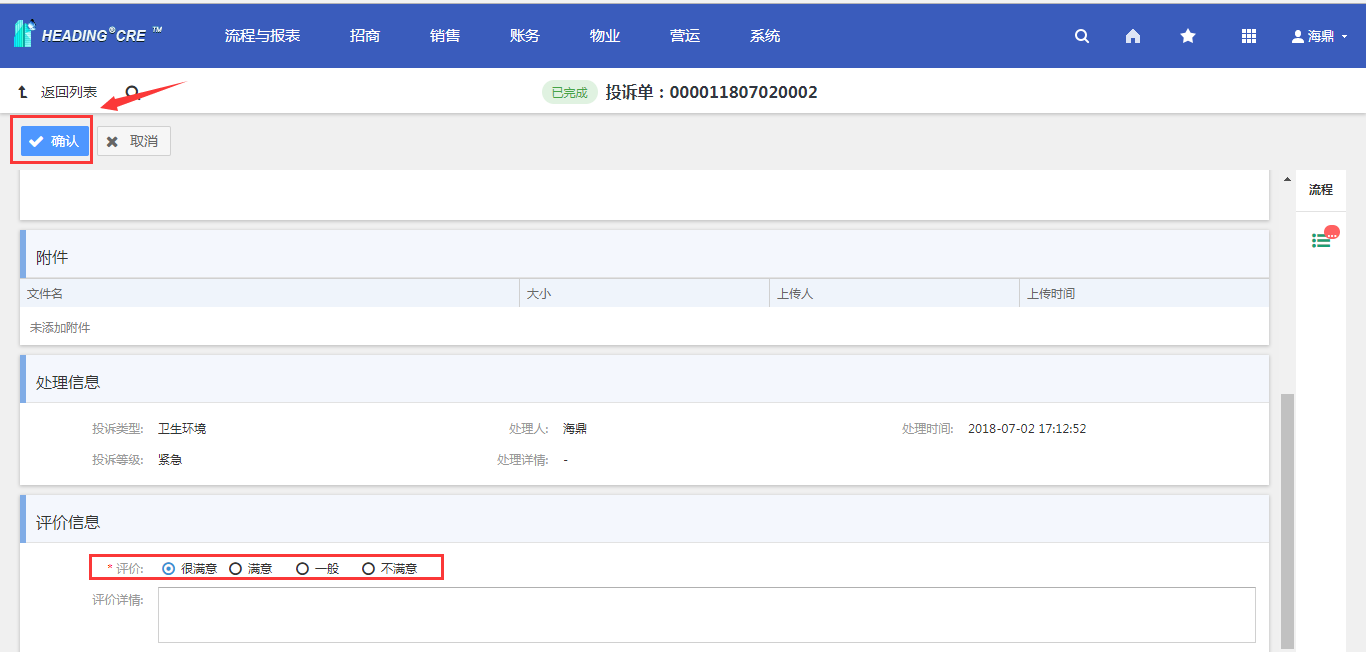 HEADING®CRE ™ 流程与报表 招商 销售 账务 物业 营运 系统 海鼎
返回列表 已完成 投诉单：000011807020002
确认 取消
流程
附件
文件名 大小 上传人 上传时间
未添加附件
处理信息
投诉类型: 卫生环境 处理人: 海鼎 处理时间: 2018-07-02 17:12:52
投诉等级: 紧急 处理详情: -
评价信息
* 评价: 很满意 满意 一般 不满意
评价详情: